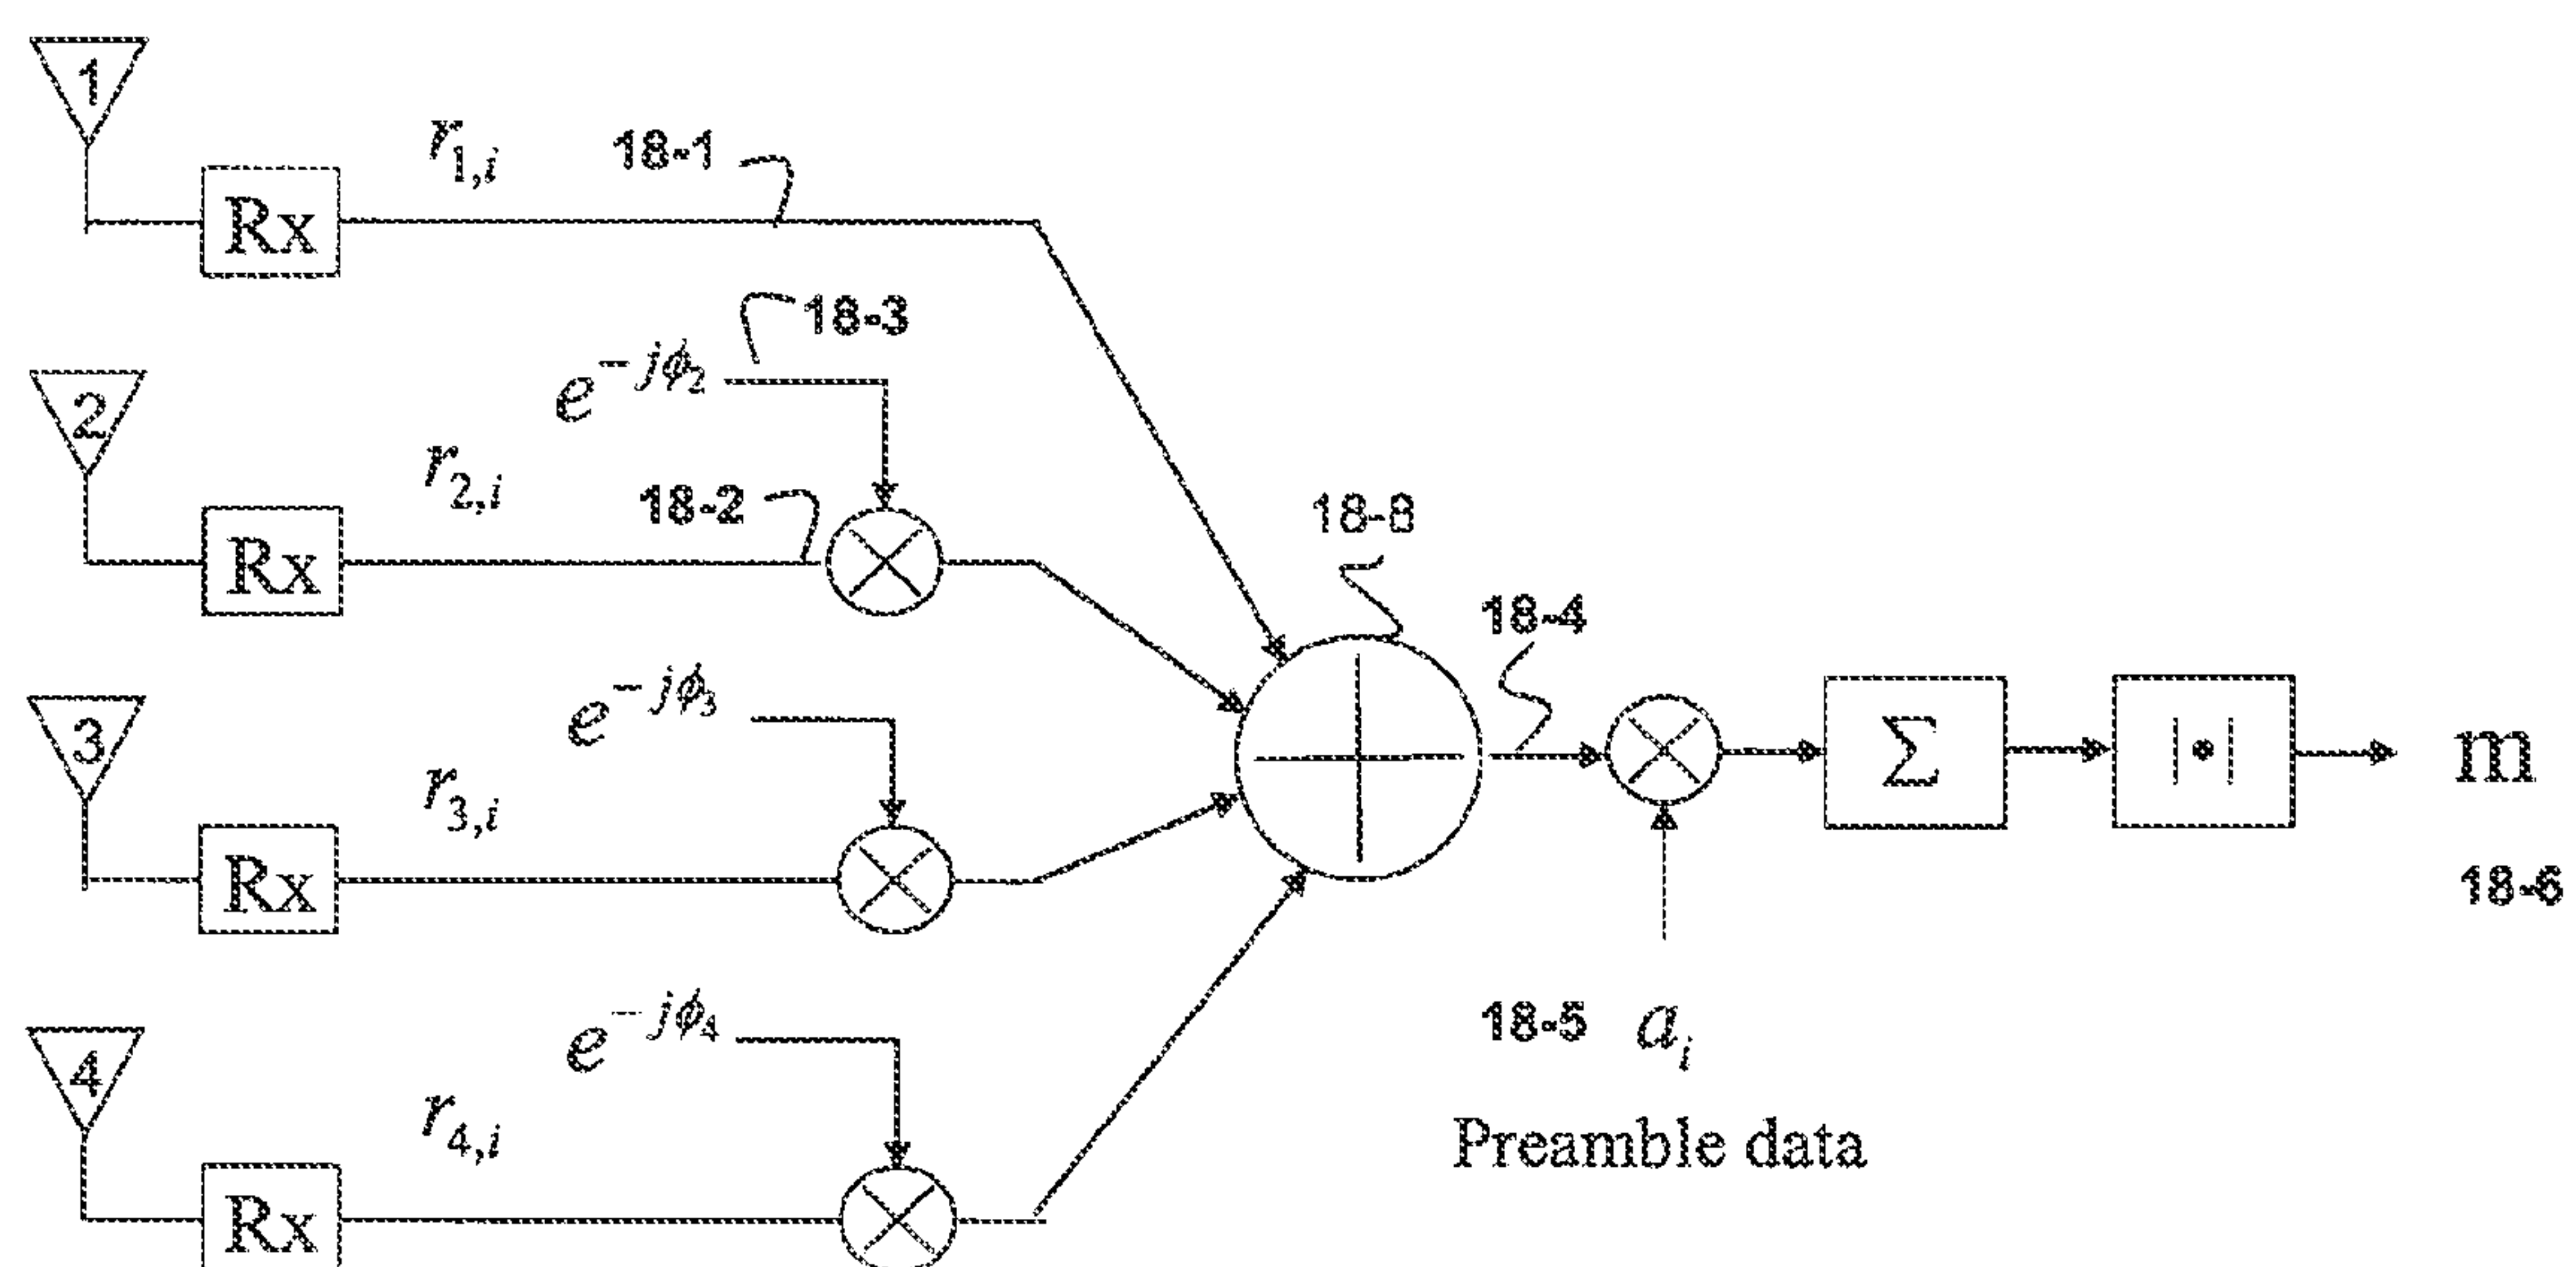 1
r₁,ᵢ
18-1
Rx
18-3
e^{-jϕ₂}
2
r₂,ᵢ
18-2
Rx
18-8
18-4
e^{-jϕ₃}
3
r₃,ᵢ
Rx
Σ
|•|
m
18-6
e^{-jϕ₄}
18-5 aᵢ
4
r₄,ᵢ
Preamble data
Rx